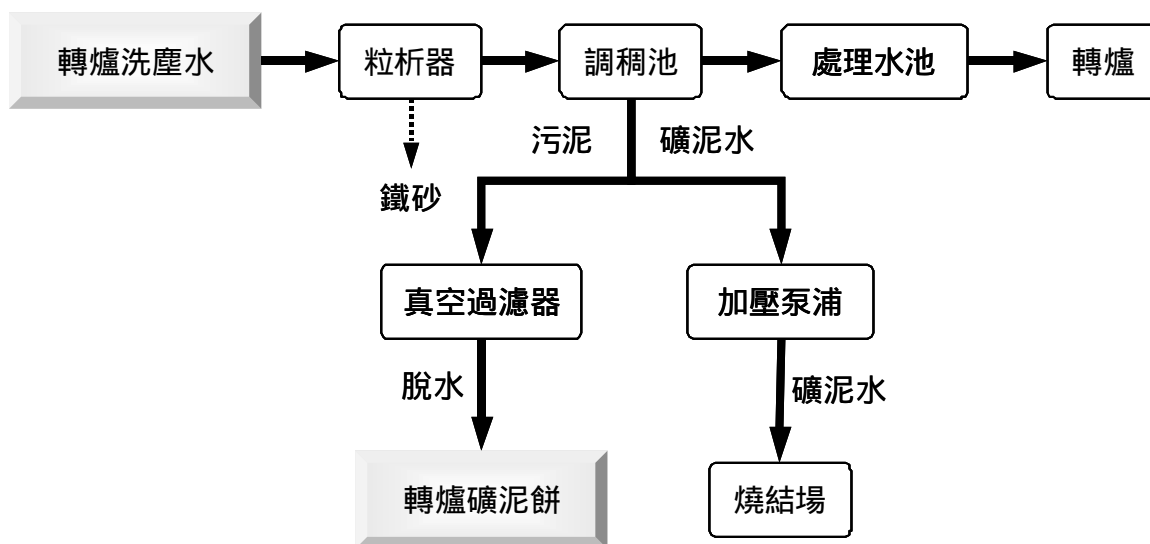 轉爐洗塵水
粒析器
調稠池
處理水池
轉爐
污泥
礦泥水
鐵砂
真空過濾器
加壓泵浦
脫水
礦泥水
轉爐礦泥餅
燒結場